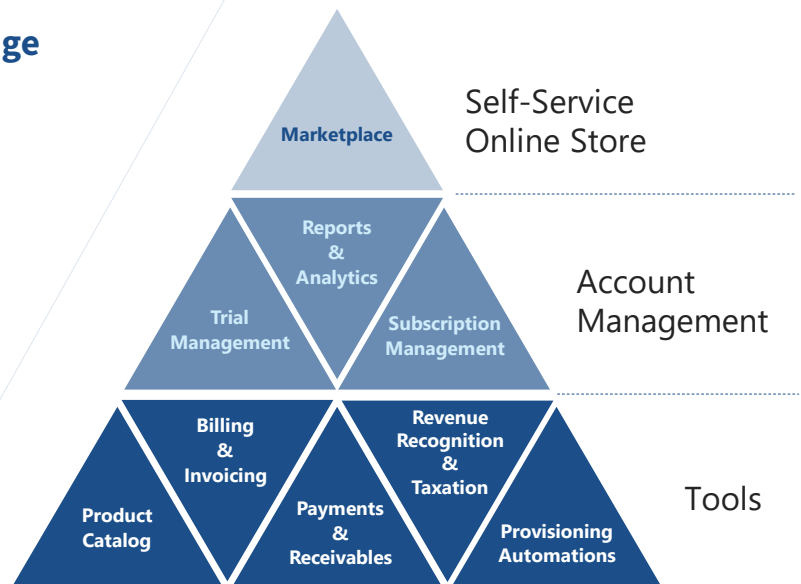 ge
Marketplace
Self-Service
Online Store
Reports
&
Analytics
Trial
Management
Subscription
Management
Account
Management
Billing
&
Invoicing
Revenue
Recognition
&
Taxation
Product
Catalog
Payments
&
Receivables
Provisioning
Automations
Tools